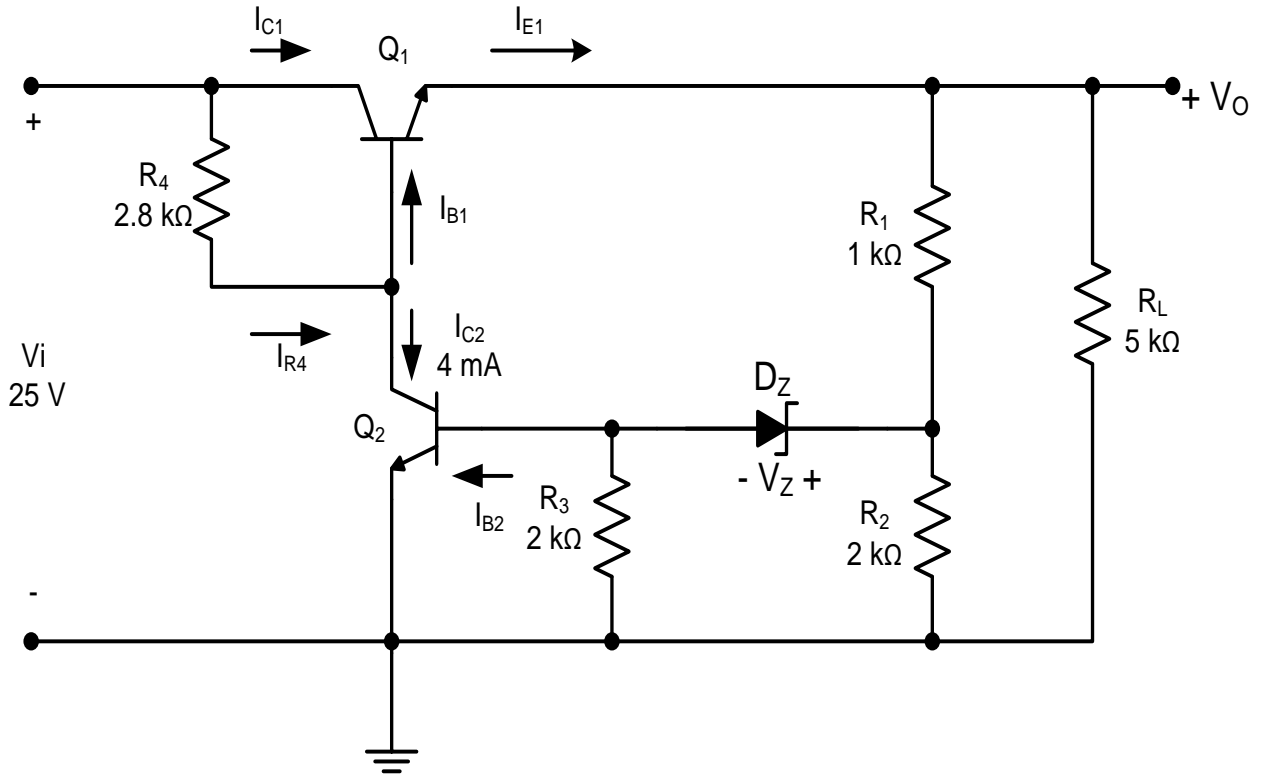 I_C1
I_E1
Q_1
+
+ V_O
R_4
2.8 kΩ
I_B1
R_1
1 kΩ
I_R4
I_C2
4 mA
R_L
5 kΩ
Vi
25 V
D_Z
Q_2
- V_Z +
I_B2
R_3
2 kΩ
R_2
2 kΩ
-